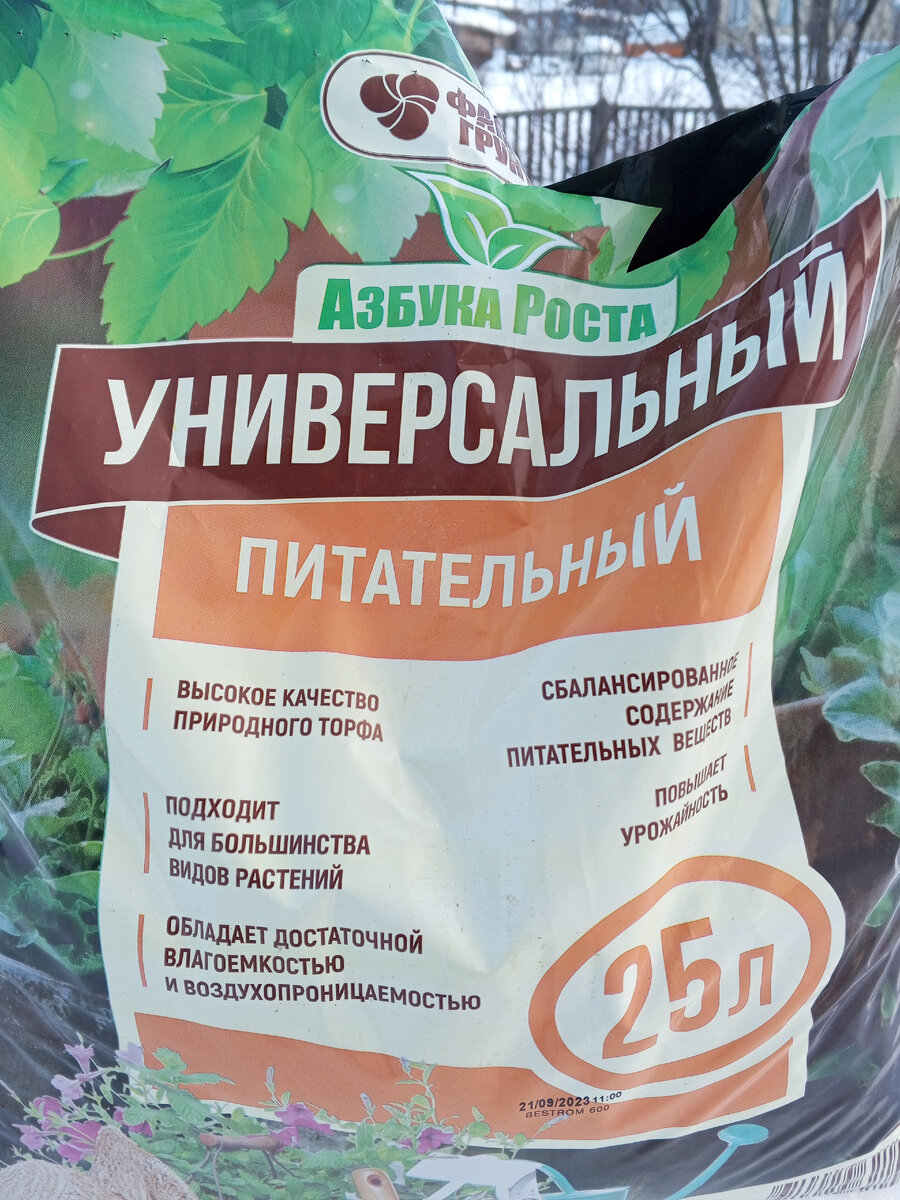 АЗБУКА РОСТА
УНИВЕРСАЛЬНЫЙ
ПИТАТЕЛЬНЫЙ
ВЫСОКОЕ КАЧЕСТВО
ПРИРОДНОГО ТОРФА
ПОДХОДИТ
ДЛЯ БОЛЬШИНСТВА
ВИДОВ РАСТЕНИЙ
ОБЛАДАЕТ ДОСТАТОЧНОЙ
ВЛАГОЕМКОСТЬЮ
И ВОЗДУХОПРОНИЦАЕМОСТЬЮ
СБАЛАНСИРОВАННОЕ
СОДЕРЖАНИЕ
ПИТАТЕЛЬНЫХ ВЕЩЕСТВ
ПОВЫШАЕТ
УРОЖАЙНОСТЬ
25 л
21/09/2023 11:00
BESTROM 600